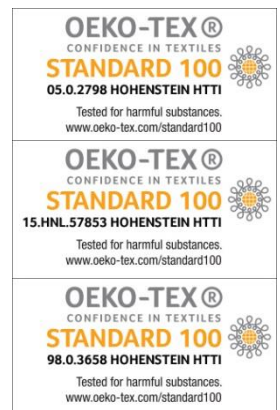 OEKO-TEX®
CONFIDENCE IN TEXTILES
STANDARD 100
05.0.2798 HOHENSTEIN HTTI
Tested for harmful substances.
www.oeko-tex.com/standard100
OEKO-TEX®
CONFIDENCE IN TEXTILES
STANDARD 100
15.HNL.57853 HOHENSTEIN HTTI
Tested for harmful substances.
www.oeko-tex.com/standard100
OEKO-TEX®
CONFIDENCE IN TEXTILES
STANDARD 100
98.0.3658 HOHENSTEIN HTTI
Tested for harmful substances.
www.oeko-tex.com/standard100